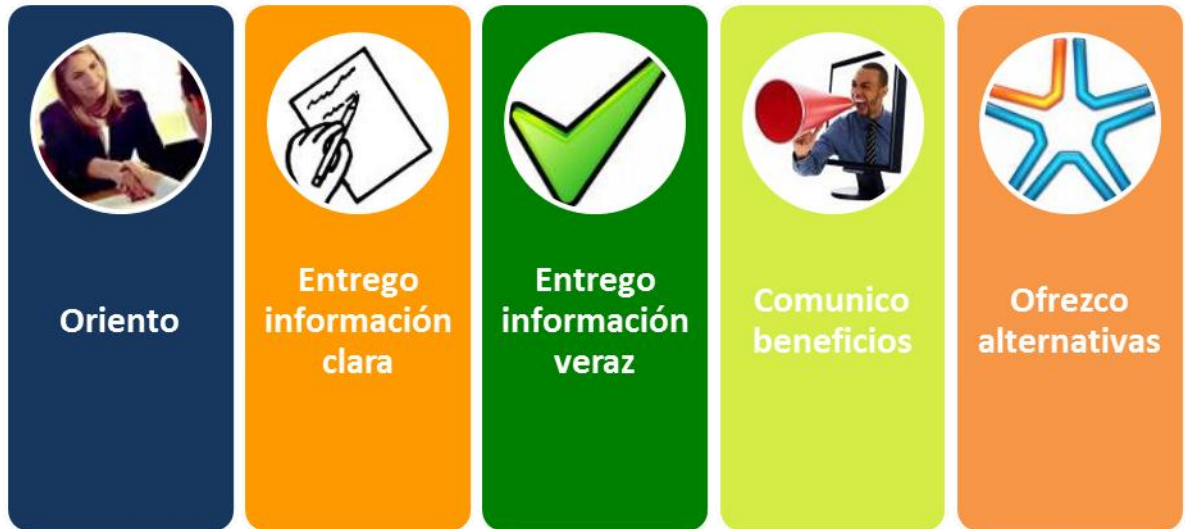 Oriento
Entrego
información
clara
Entrego
información
veraz
Comunico
beneficios
Ofrezco
alternativas